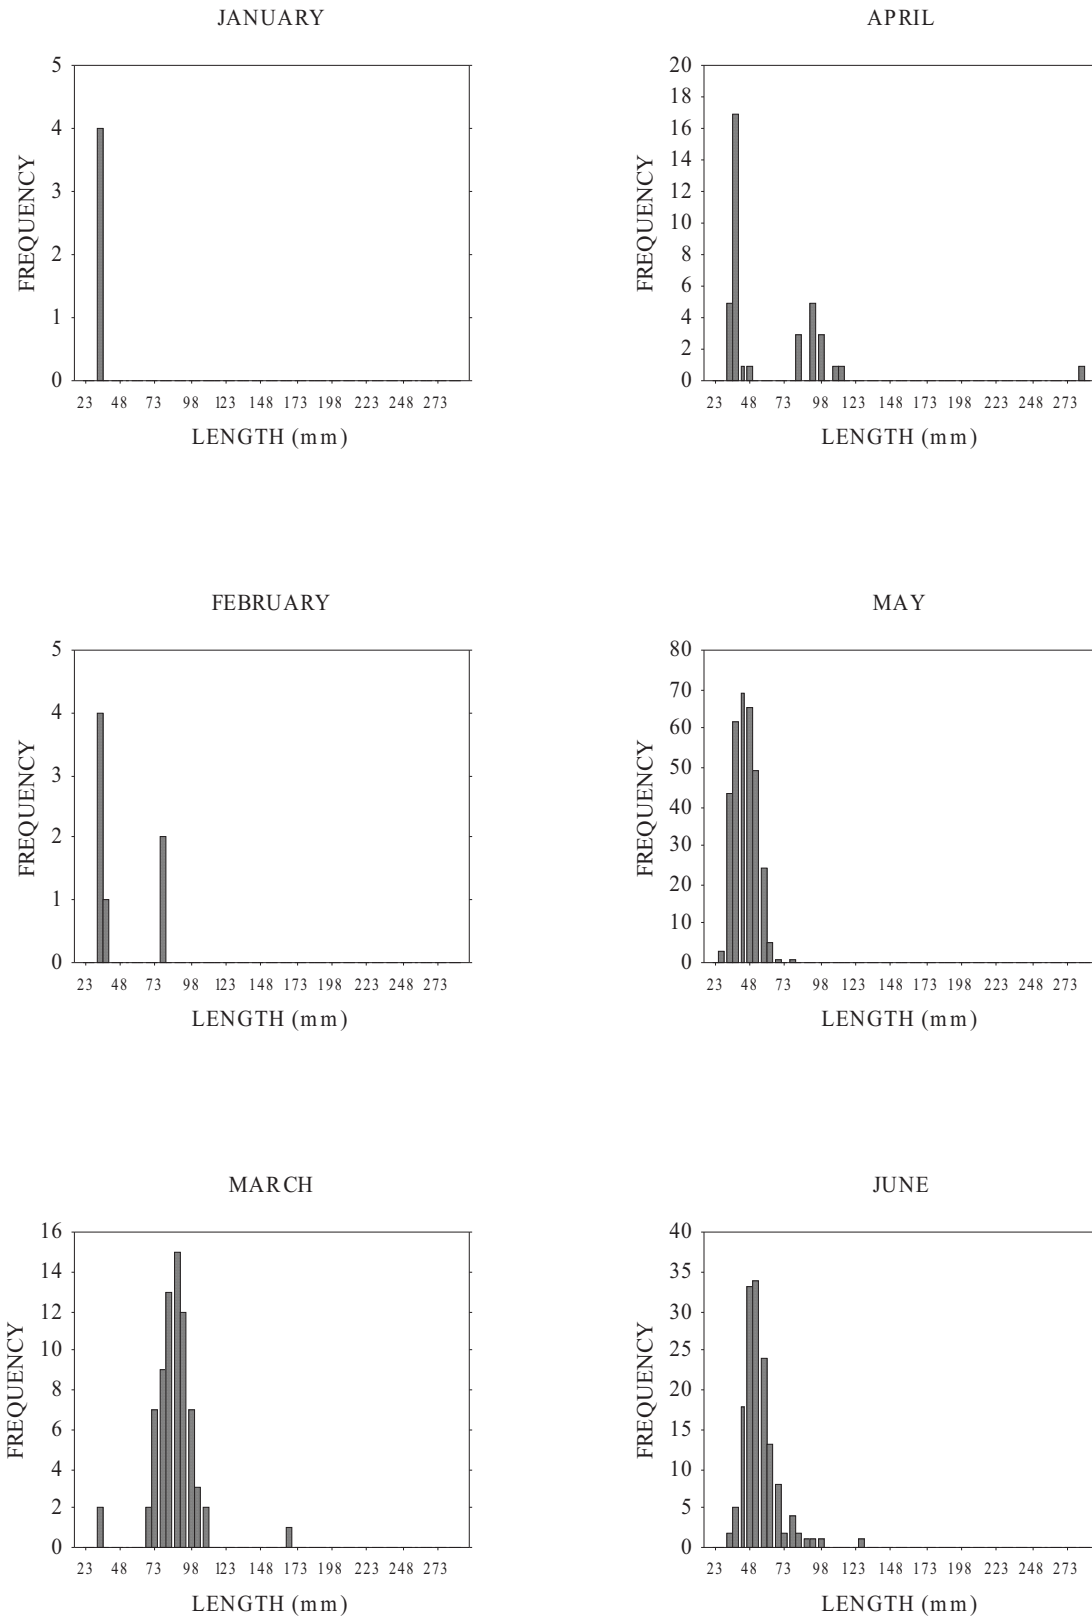 JANUARY
5
4
3
2
1
0
FREQUENCY
23 48 73 98 123 148 173 198 223 248 273
LENGTH (mm)
APRIL
20
18
16
14
12
10
8
6
4
2
0
FREQUENCY
23 48 73 98 123 148 173 198 223 248 273
LENGTH (mm)
FEBRUARY
5
4
3
2
1
0
FREQUENCY
23 48 73 98 123 148 173 198 223 248 273
LENGTH (mm)
MAY
80
70
60
50
40
30
20
10
0
FREQUENCY
23 48 73 98 123 148 173 198 223 248 273
LENGTH (mm)
MARCH
16
14
12
10
8
6
4
2
0
FREQUENCY
23 48 73 98 123 148 173 198 223 248 273
LENGTH (mm)
JUNE
40
35
30
25
20
15
10
5
0
FREQUENCY
23 48 73 98 123 148 173 198 223 248 273
LENGTH (mm)